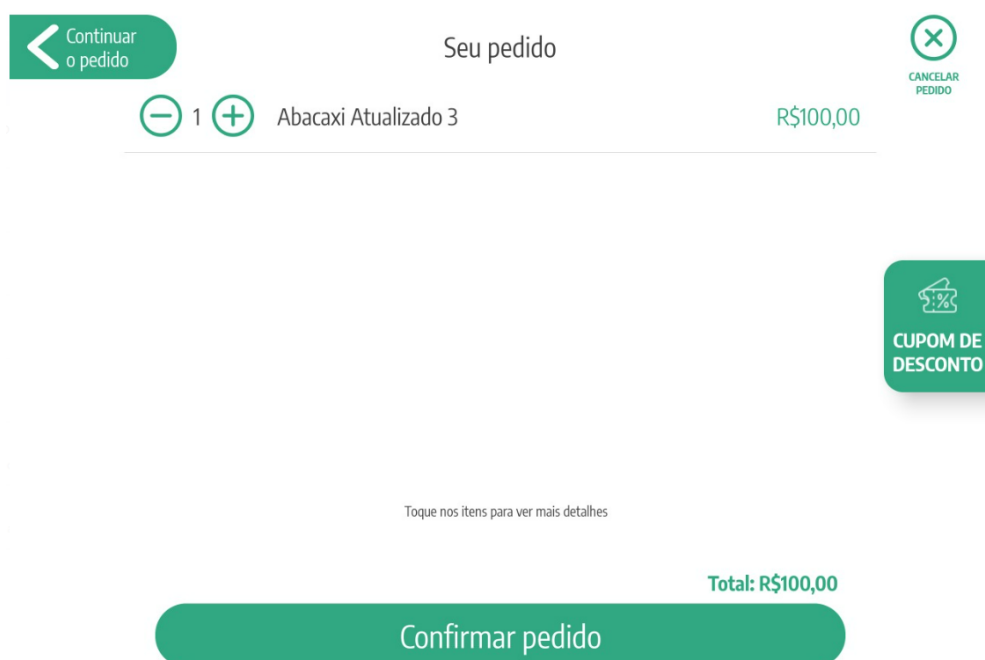 Continuar
o pedido
Seu pedido
CANCELAR
PEDIDO
1 Abacaxi Atualizado 3 R$100,00
CUPOM DE
DESCONTO
Toque nos itens para ver mais detalhes
Total: R$100,00
Confirmar pedido